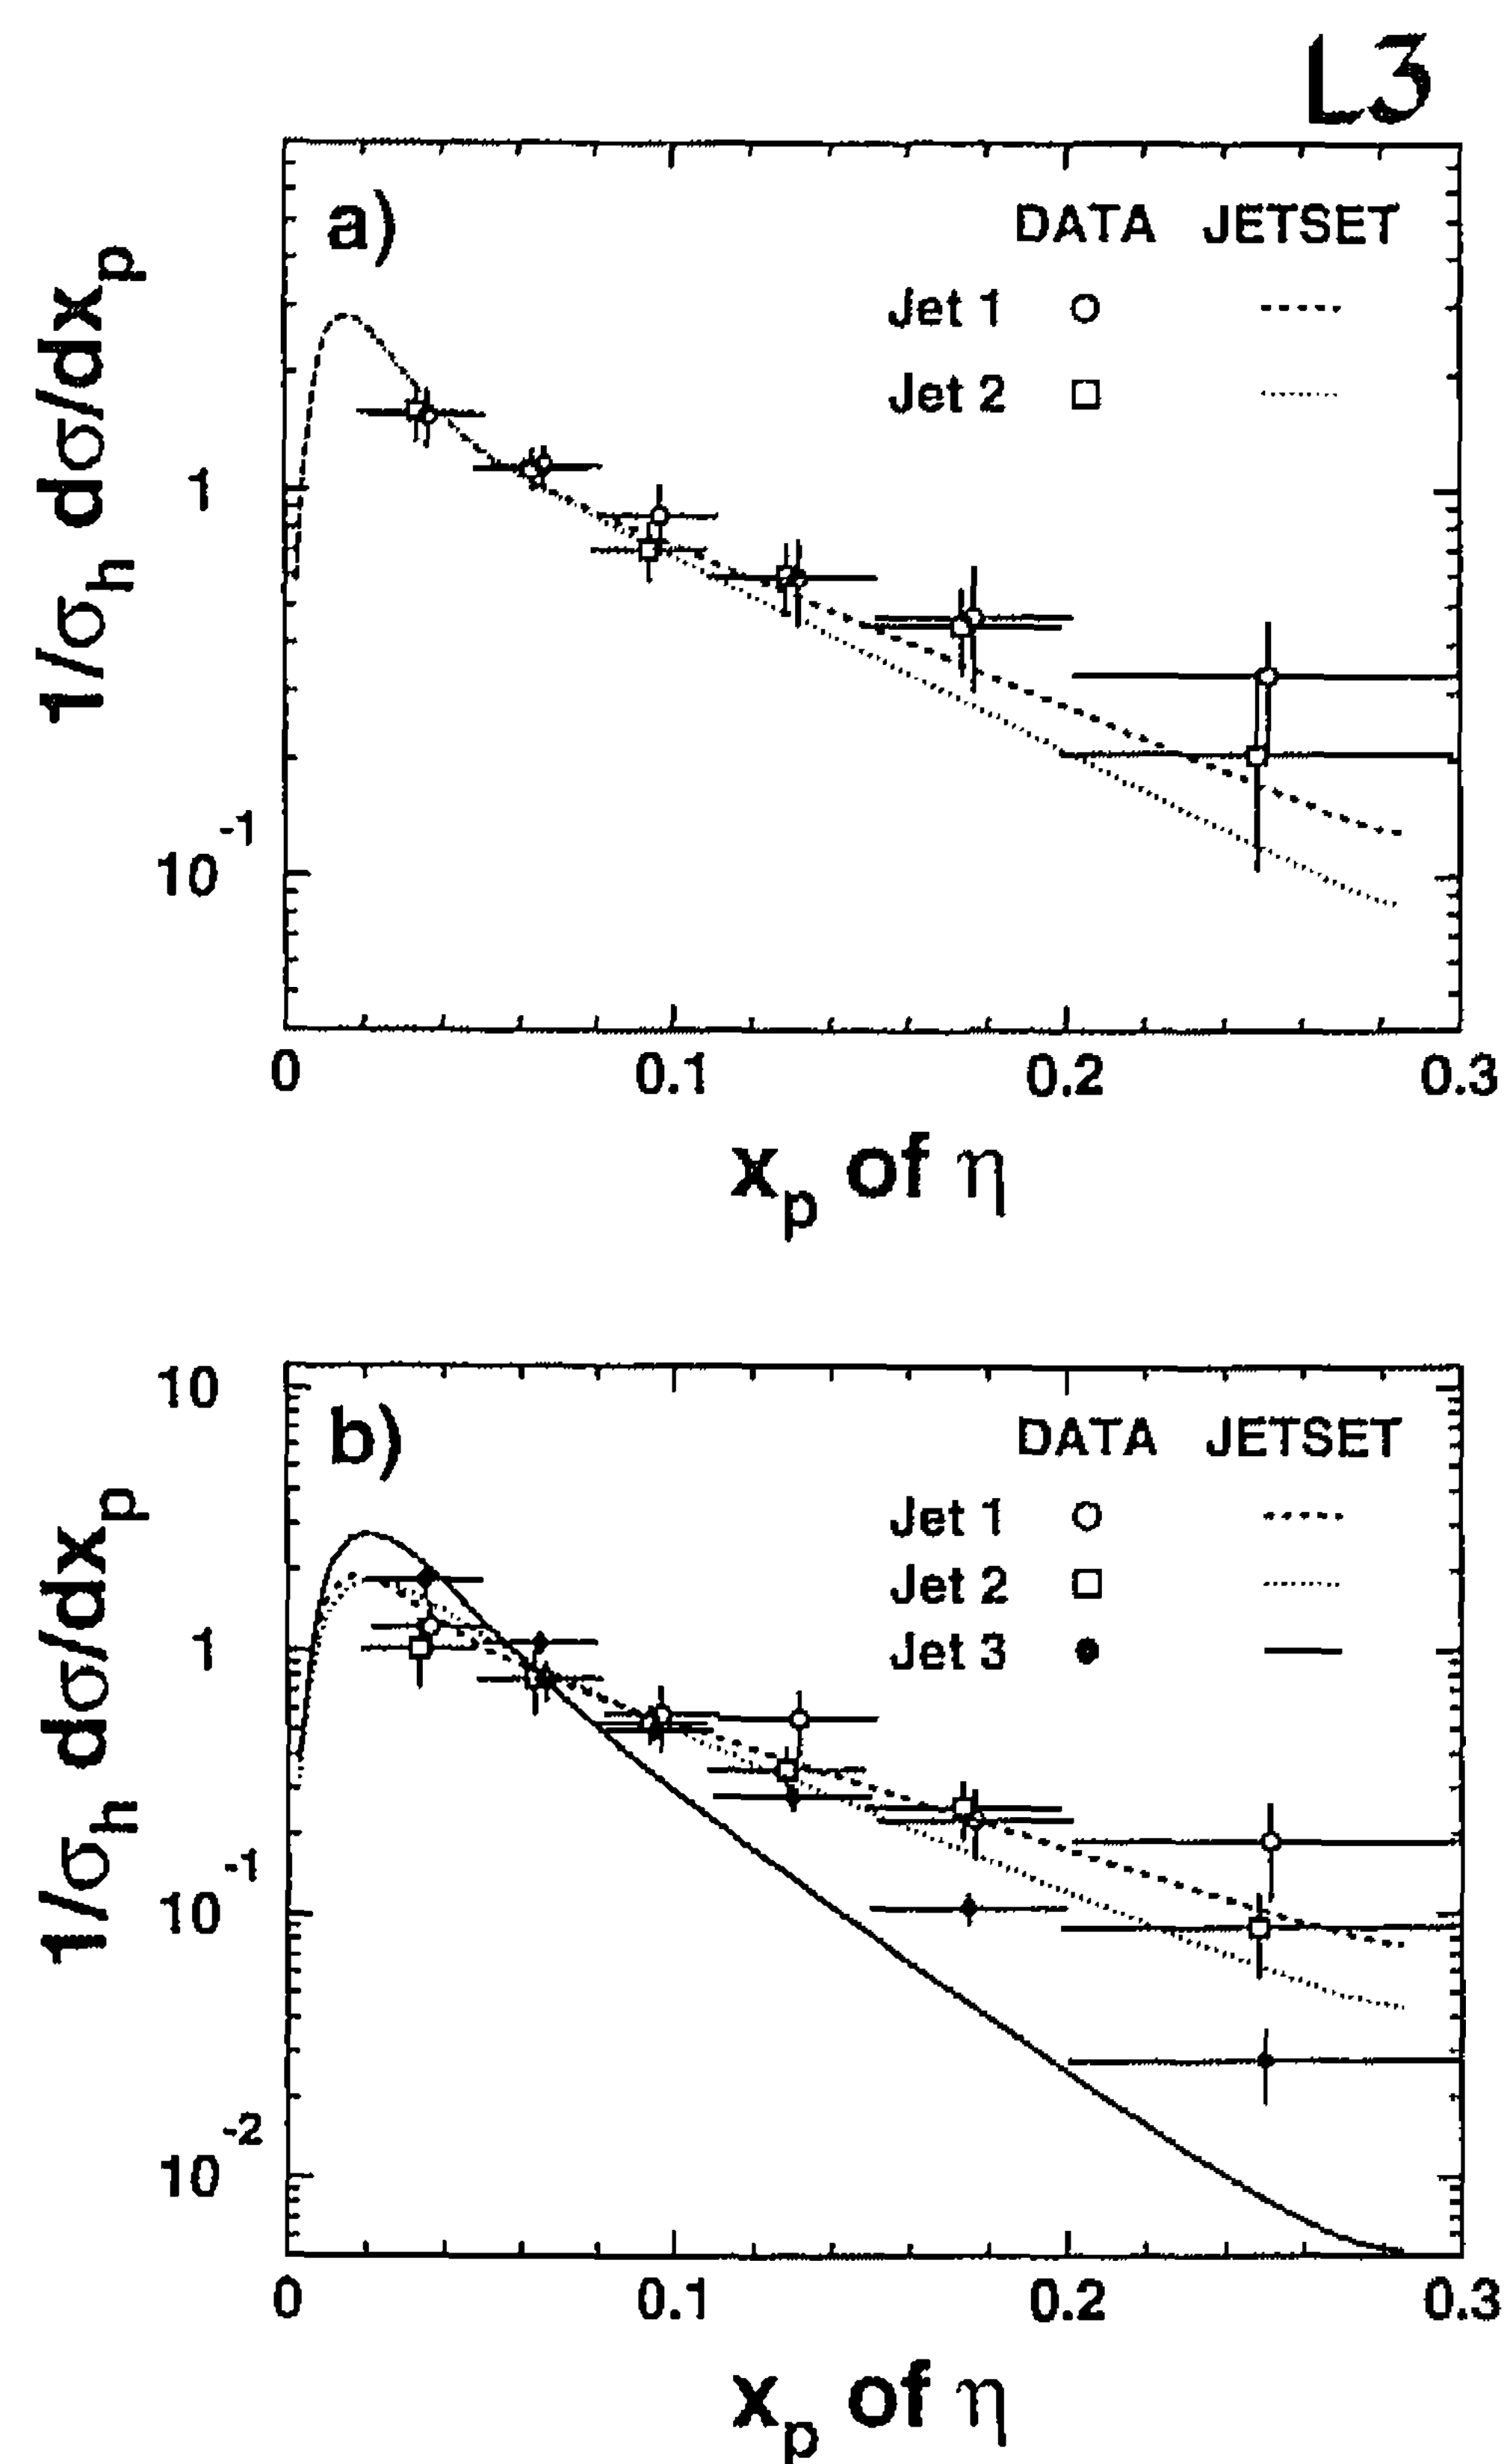 L3
a)
DATA JETSET
Jet 1
Jet 2
1/σh dσ/dxp
1
10-1
0 0.1 0.2 0.3
xp of η
b)
DATA JETSET
Jet 1
Jet 2
Jet 3
1/σh dσ/dxp
10
1
10-1
10-2
0 0.1 0.2 0.3
xp of η